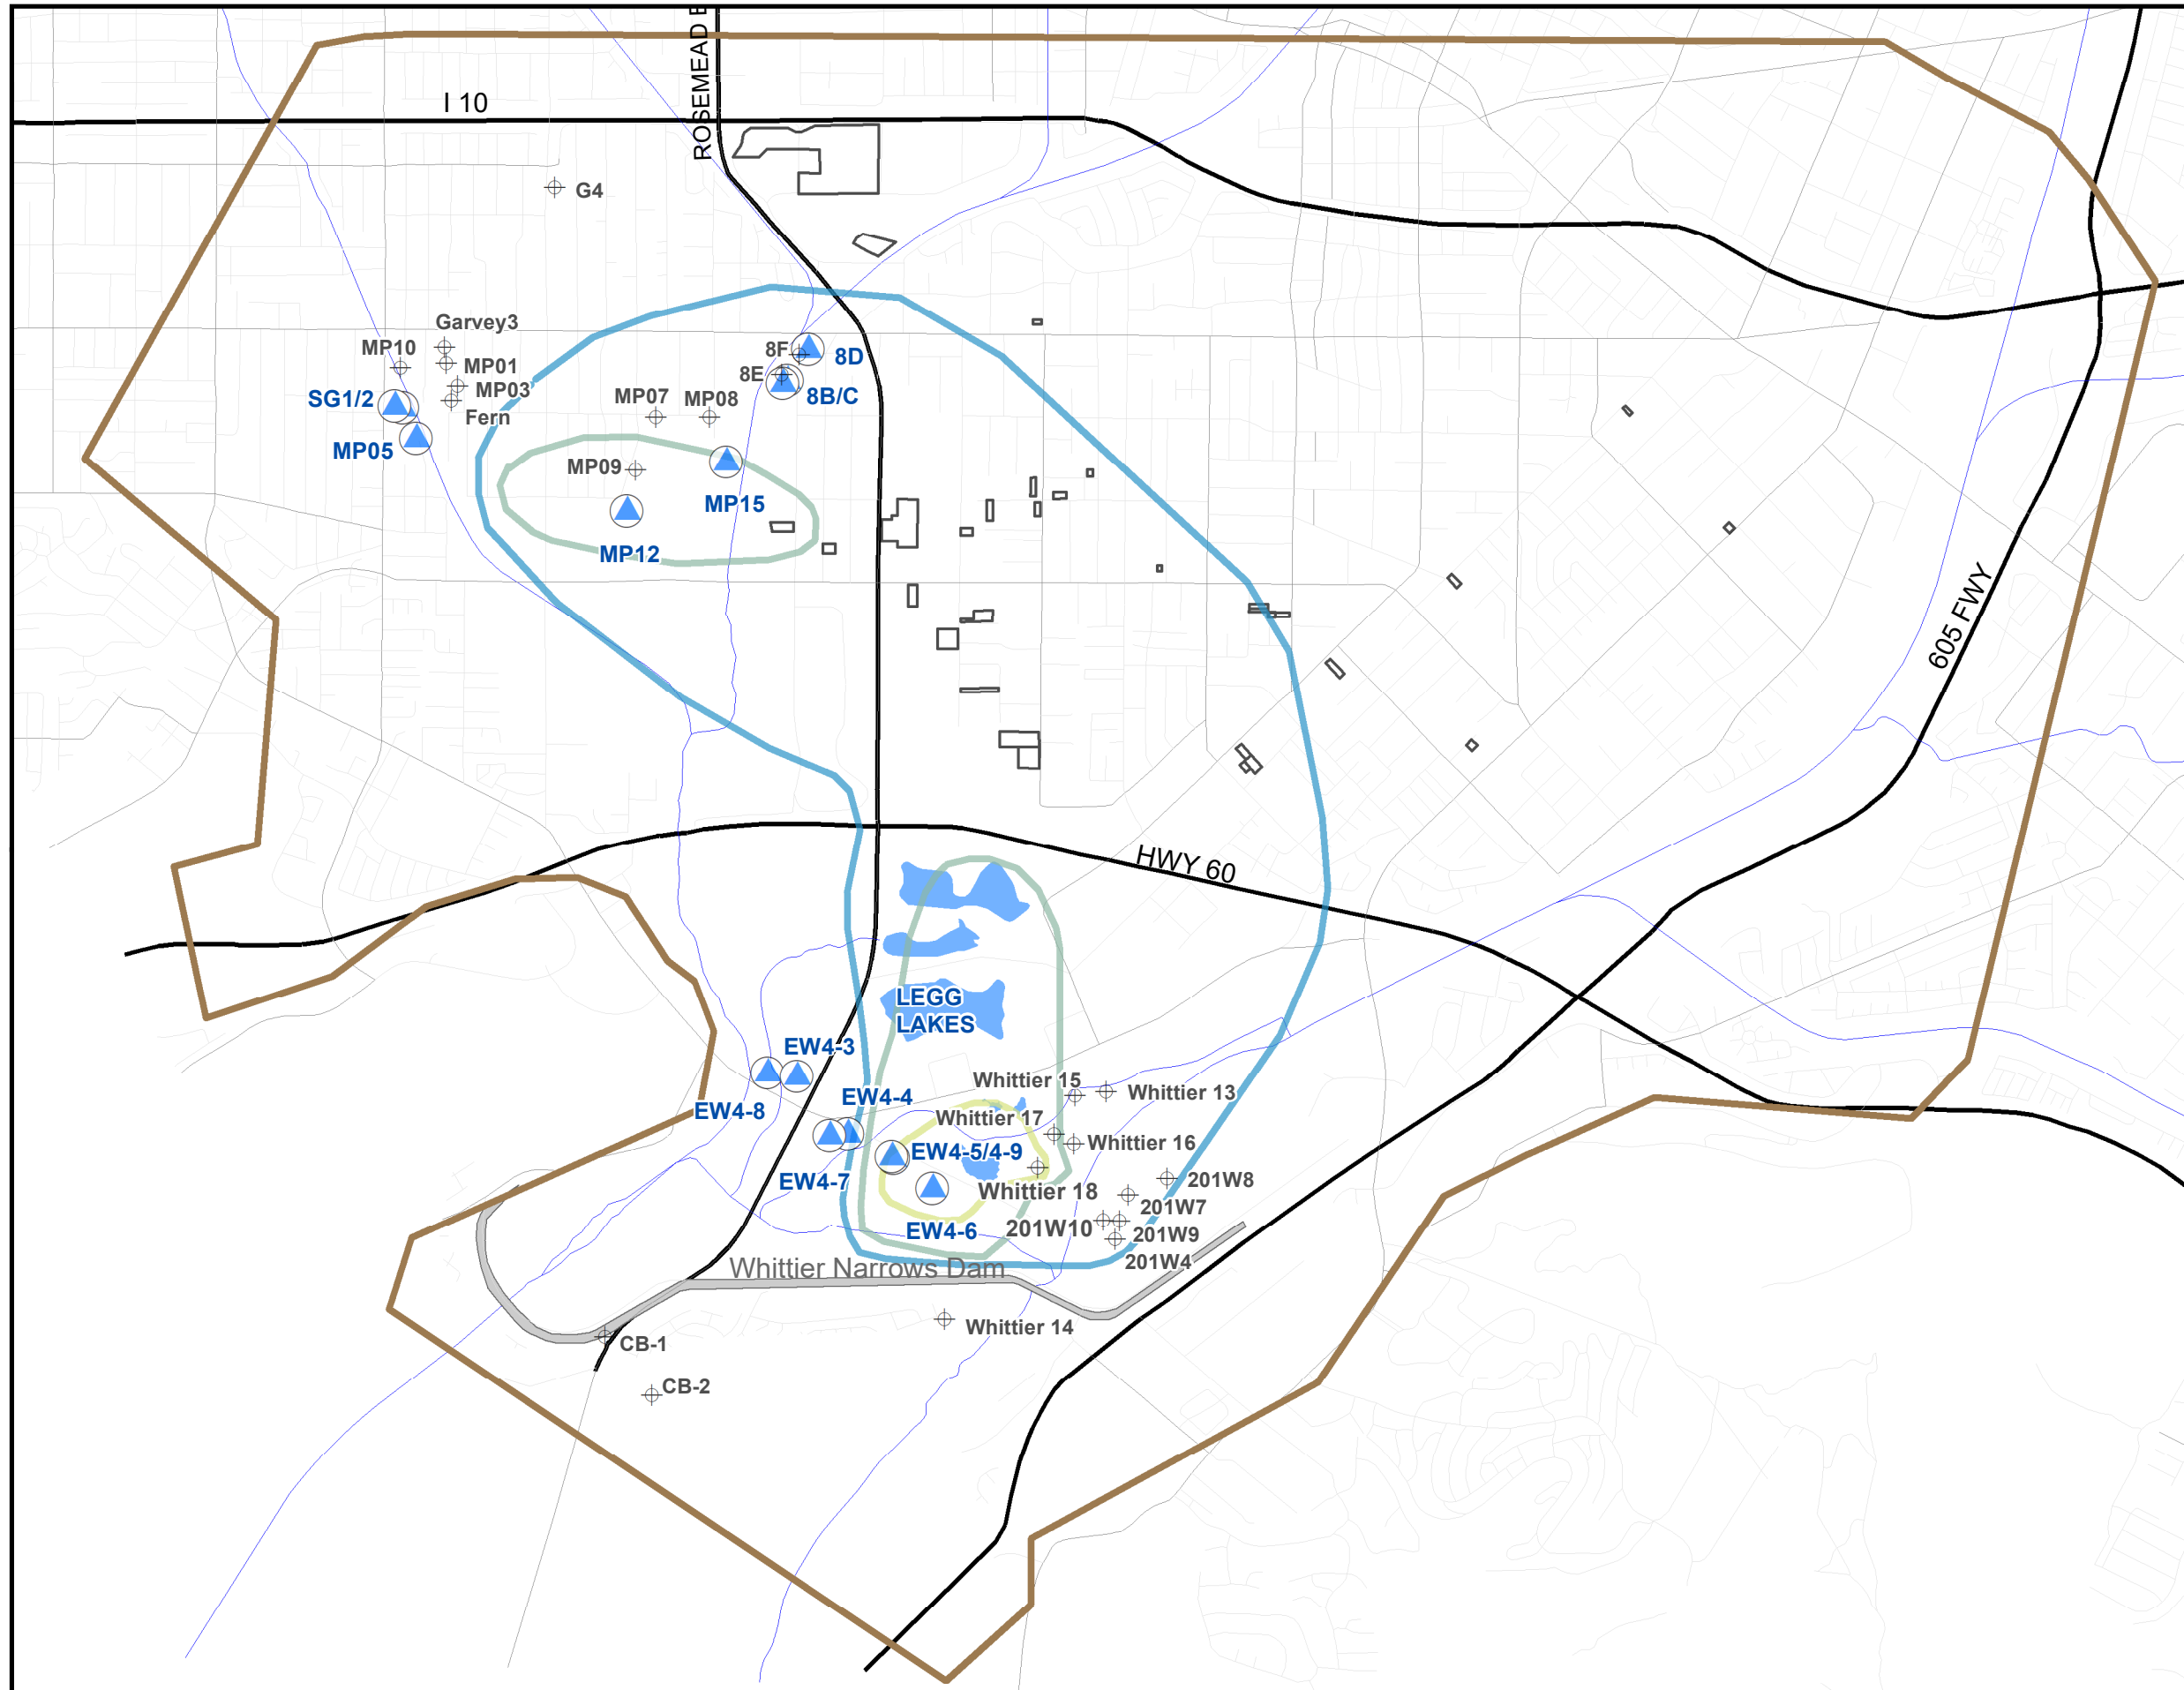 ROSEMEAD B
I 10
G4
Garvey3
MP10
MP01
MP03
SG1/2
Fern
MP05
8F
8D
8E
8B/C
MP07
MP08
MP09
MP15
MP12
605 FWY
HWY 60
LEGG
LAKES
EW4-3
EW4-8
EW4-4
Whittier 15
Whittier 13
Whittier 17
Whittier 16
EW4-5/4-9
EW4-7
Whittier 18
201W8
201W7
EW4-6
201W10
201W9
201W4
Whittier Narrows Dam
Whittier 14
CB-1
CB-2